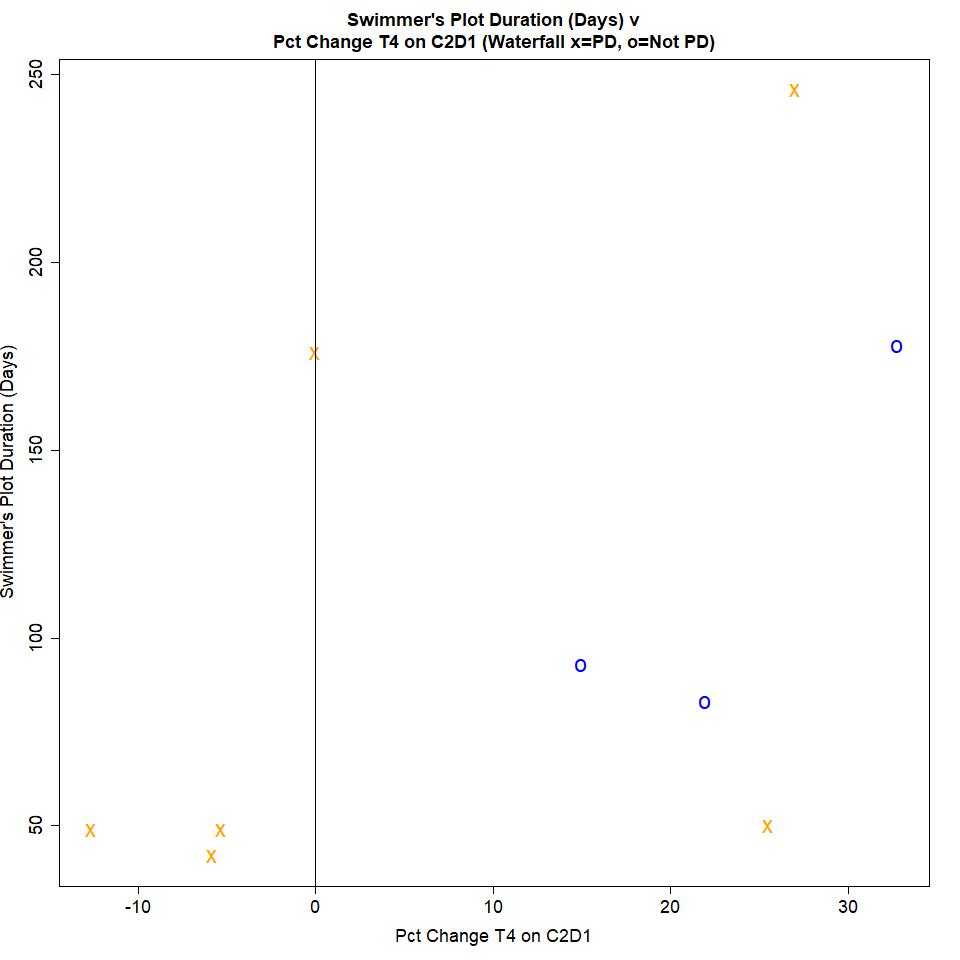 Swimmer's Plot Duration (Days) v
Pct Change T4 on C2D1 (Waterfall x=PD, o=Not PD)
Swimmer's Plot Duration (Days)
250
200
150
100
50
x
x
o
o
o
x
x
x
x
-10
0
10
20
30
Pct Change T4 on C2D1